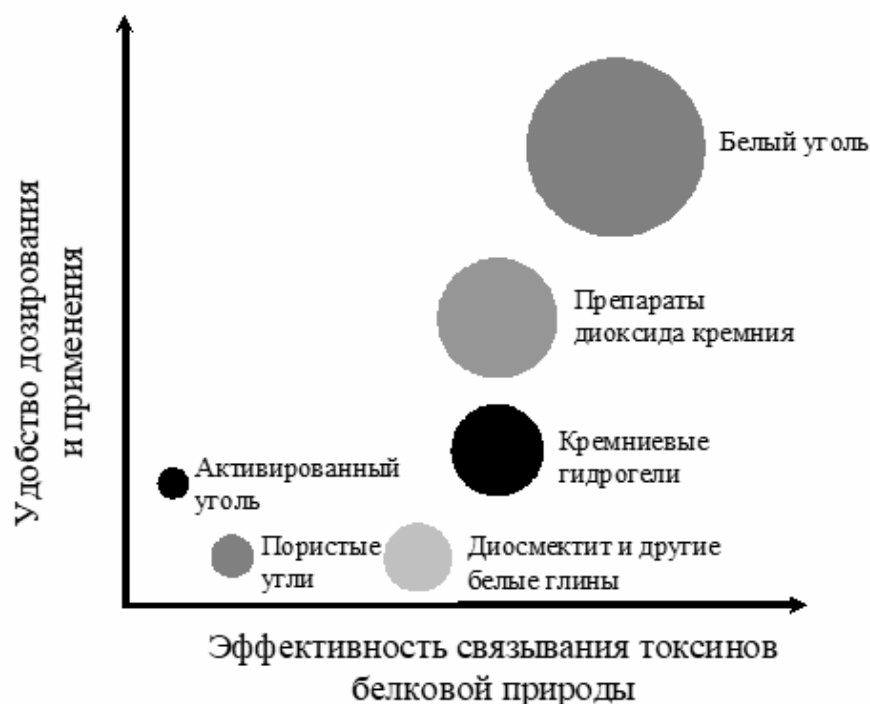 Удобство дозирования
и применения
Белый уголь
Препараты
диоксида кремния
Кремниевые
гидрогели
Активированный
уголь
Пористые
угли
Диосмектит и другие
белые глины
Эффективность связывания токсинов
белковой природы